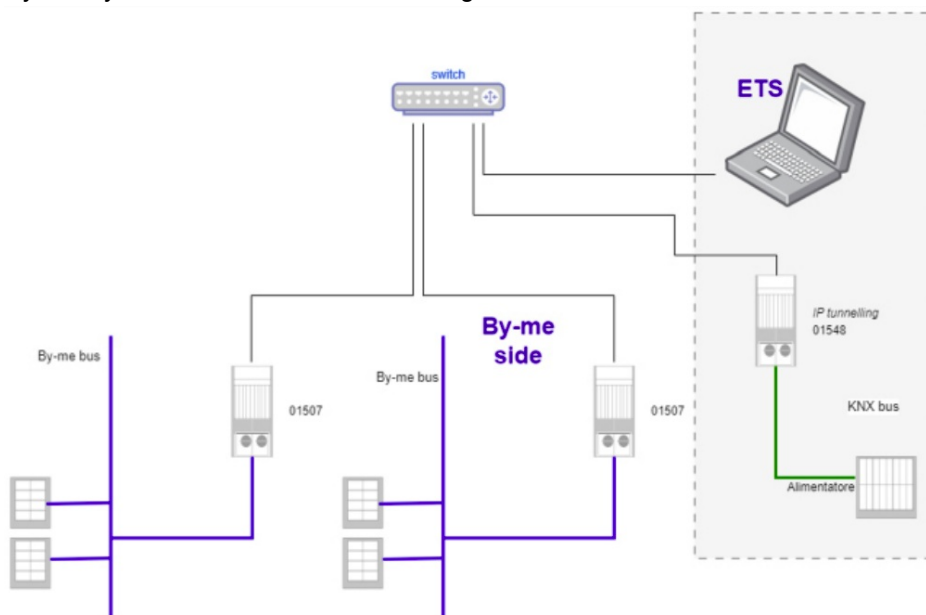 switch
ETS
IP tunnelling
01548
By-me
side
By-me bus
01507
By-me bus
01507
KNX bus
Alimentatore